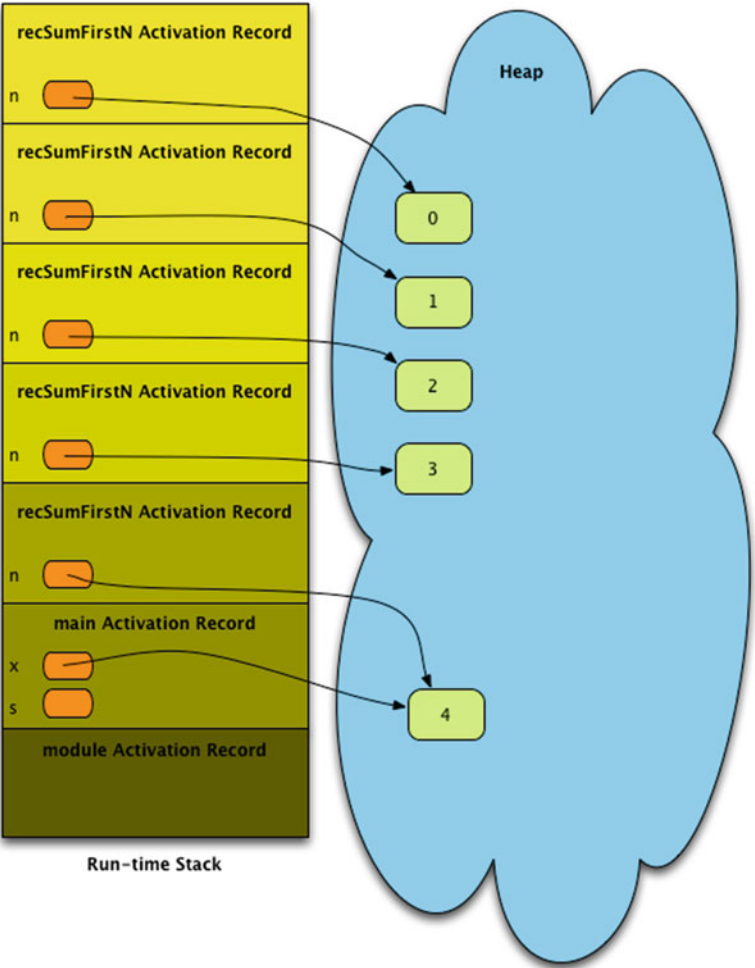 recSumFirstN Activation Record
n
recSumFirstN Activation Record
n
recSumFirstN Activation Record
n
recSumFirstN Activation Record
n
recSumFirstN Activation Record
n
main Activation Record
x
s
module Activation Record
Run-time Stack
Heap
0
1
2
3
4